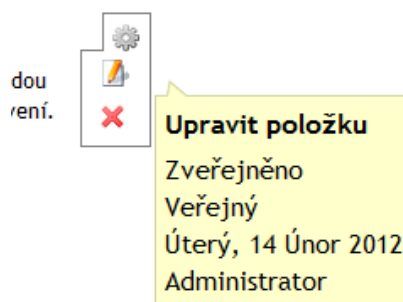 dou
vení.
Upravit položku
Zveřejněno
Veřejný
Úterý, 14 Únor 2012
Administrator